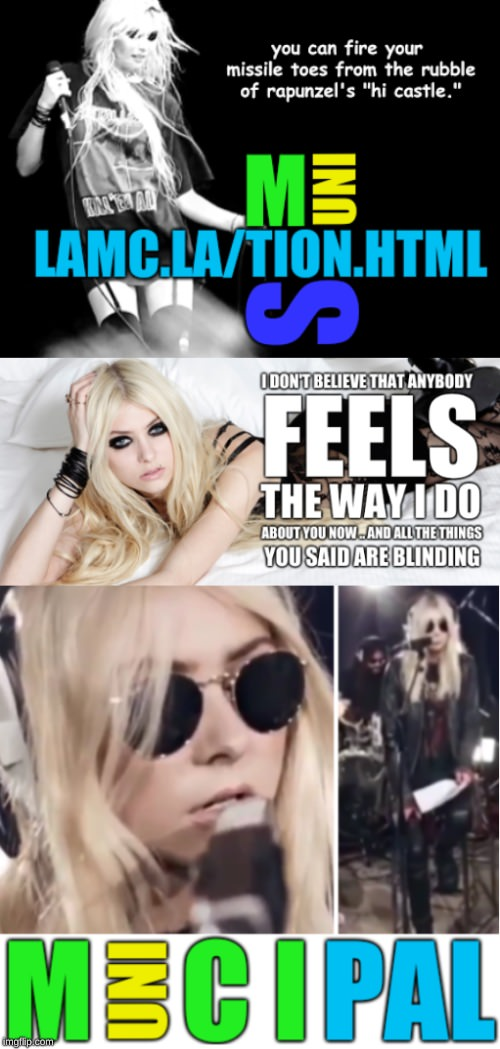 you can fire your
missile toes from the rubble
of rapunzel's "hi castle."
M UNI
LAMC.LA/TION.HTML
S
I DON'T BELIEVE THAT ANYBODY
FEELS
THE WAY I DO
ABOUT YOU NOW .. AND ALL THE THINGS
YOU SAID ARE BLINDING
M UNI C I PAL
imgflip.com